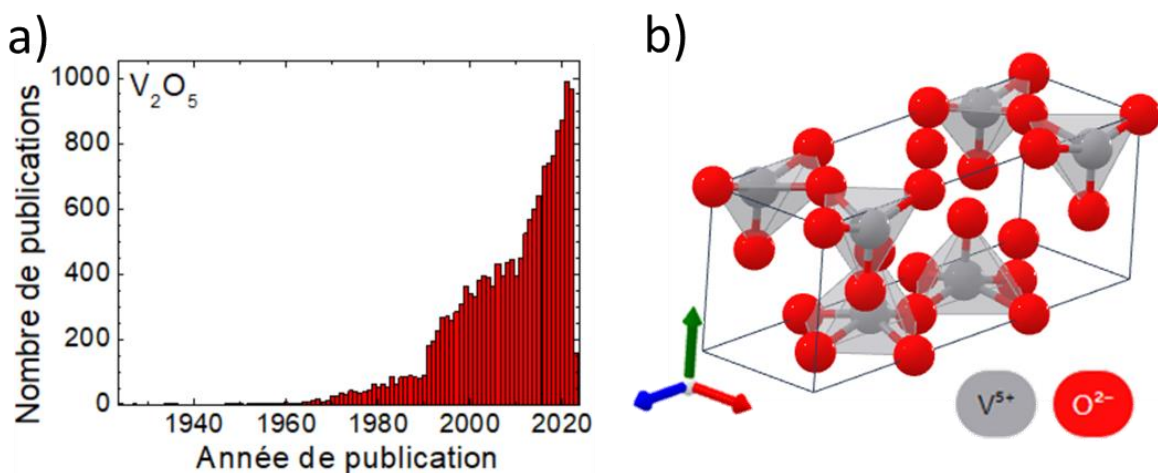 a)
V₂O₅
Nombre de publications
1000
800
600
400
200
0
1940
1960
1980
2000
2020
Année de publication
b)
V⁵⁺
O²⁻